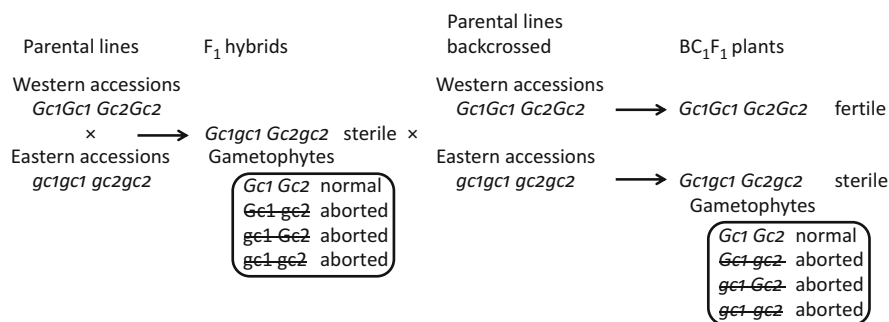 Parental lines
F1 hybrids
Parental lines
backcrossed
BC1F1 plants
Western accessions
Gc1Gc1 Gc2Gc2
×
Eastern accessions
gc1gc1 gc2gc2
Gc1gc1 Gc2gc2 sterile ×
Gametophytes
Gc1 Gc2 normal
Gc1 gc2 aborted
gc1 Gc2 aborted
gc1 gc2 aborted
Western accessions
Gc1Gc1 Gc2Gc2
Gc1Gc1 Gc2Gc2 fertile
Eastern accessions
gc1gc1 gc2gc2
Gc1gc1 Gc2gc2 sterile
Gametophytes
Gc1 Gc2 normal
Gc1 gc2 aborted
gc1 Gc2 aborted
gc1 gc2 aborted